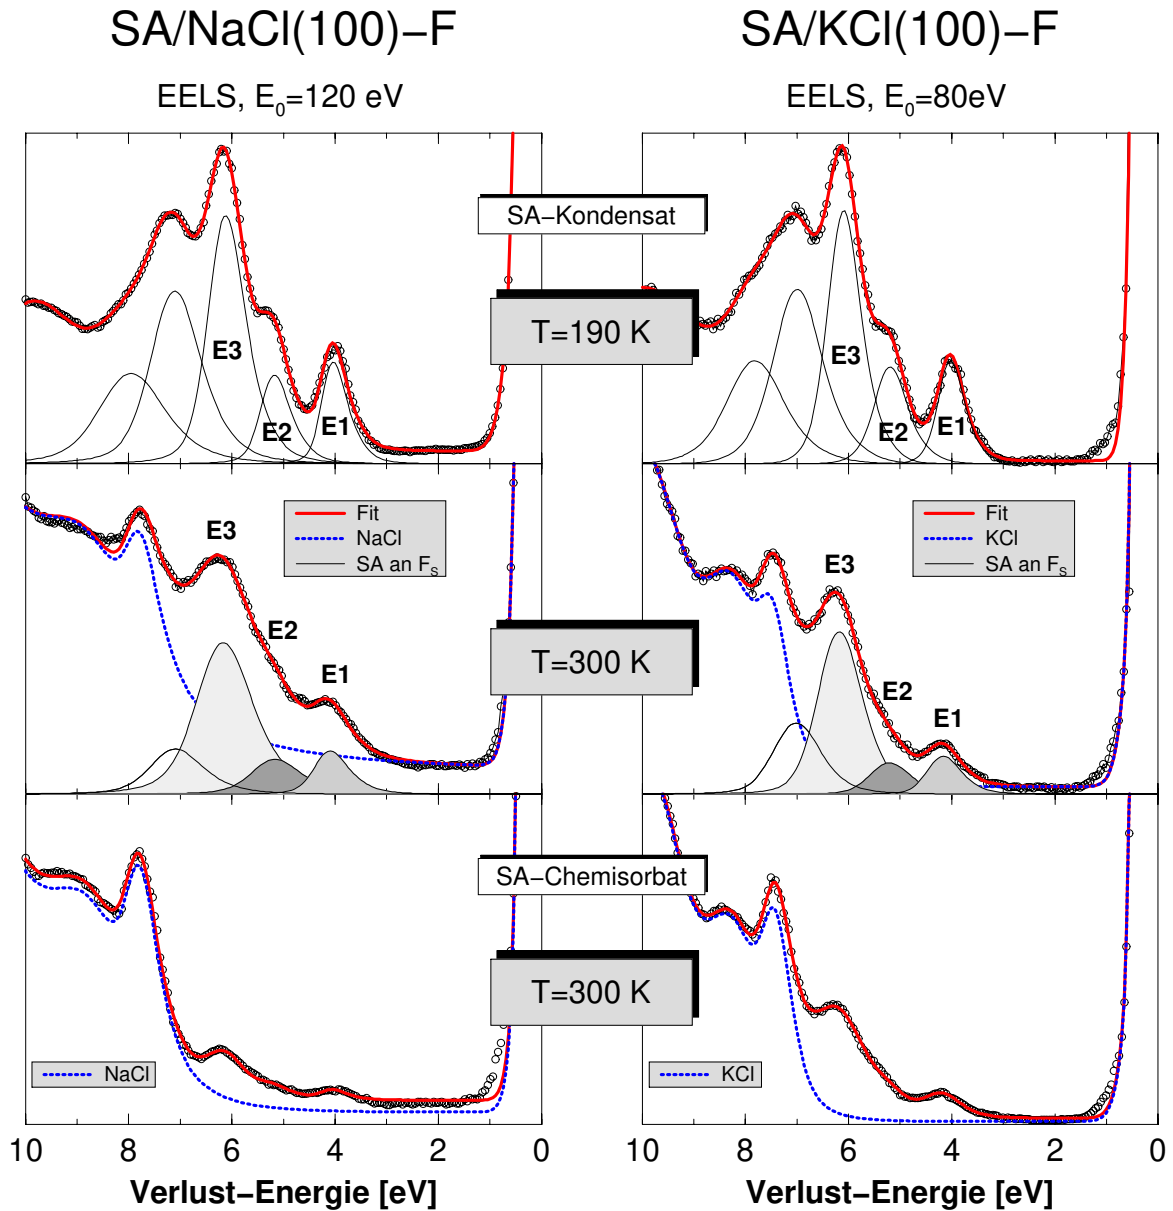 SA/NaCl(100)−F
SA/KCl(100)−F
EELS, E0=120 eV
EELS, E0=80eV
SA−Kondensat
T=190 K
E3
E2
E1
E3
E2
E1
Fit
NaCl
SA an FS
E3
E2
E1
T=300 K
Fit
KCl
SA an FS
E3
E2
E1
SA−Chemisorbat
T=300 K
NaCl
KCl
10 8 6 4 2 0
10 8 6 4 2 0
Verlust−Energie [eV]
Verlust−Energie [eV]